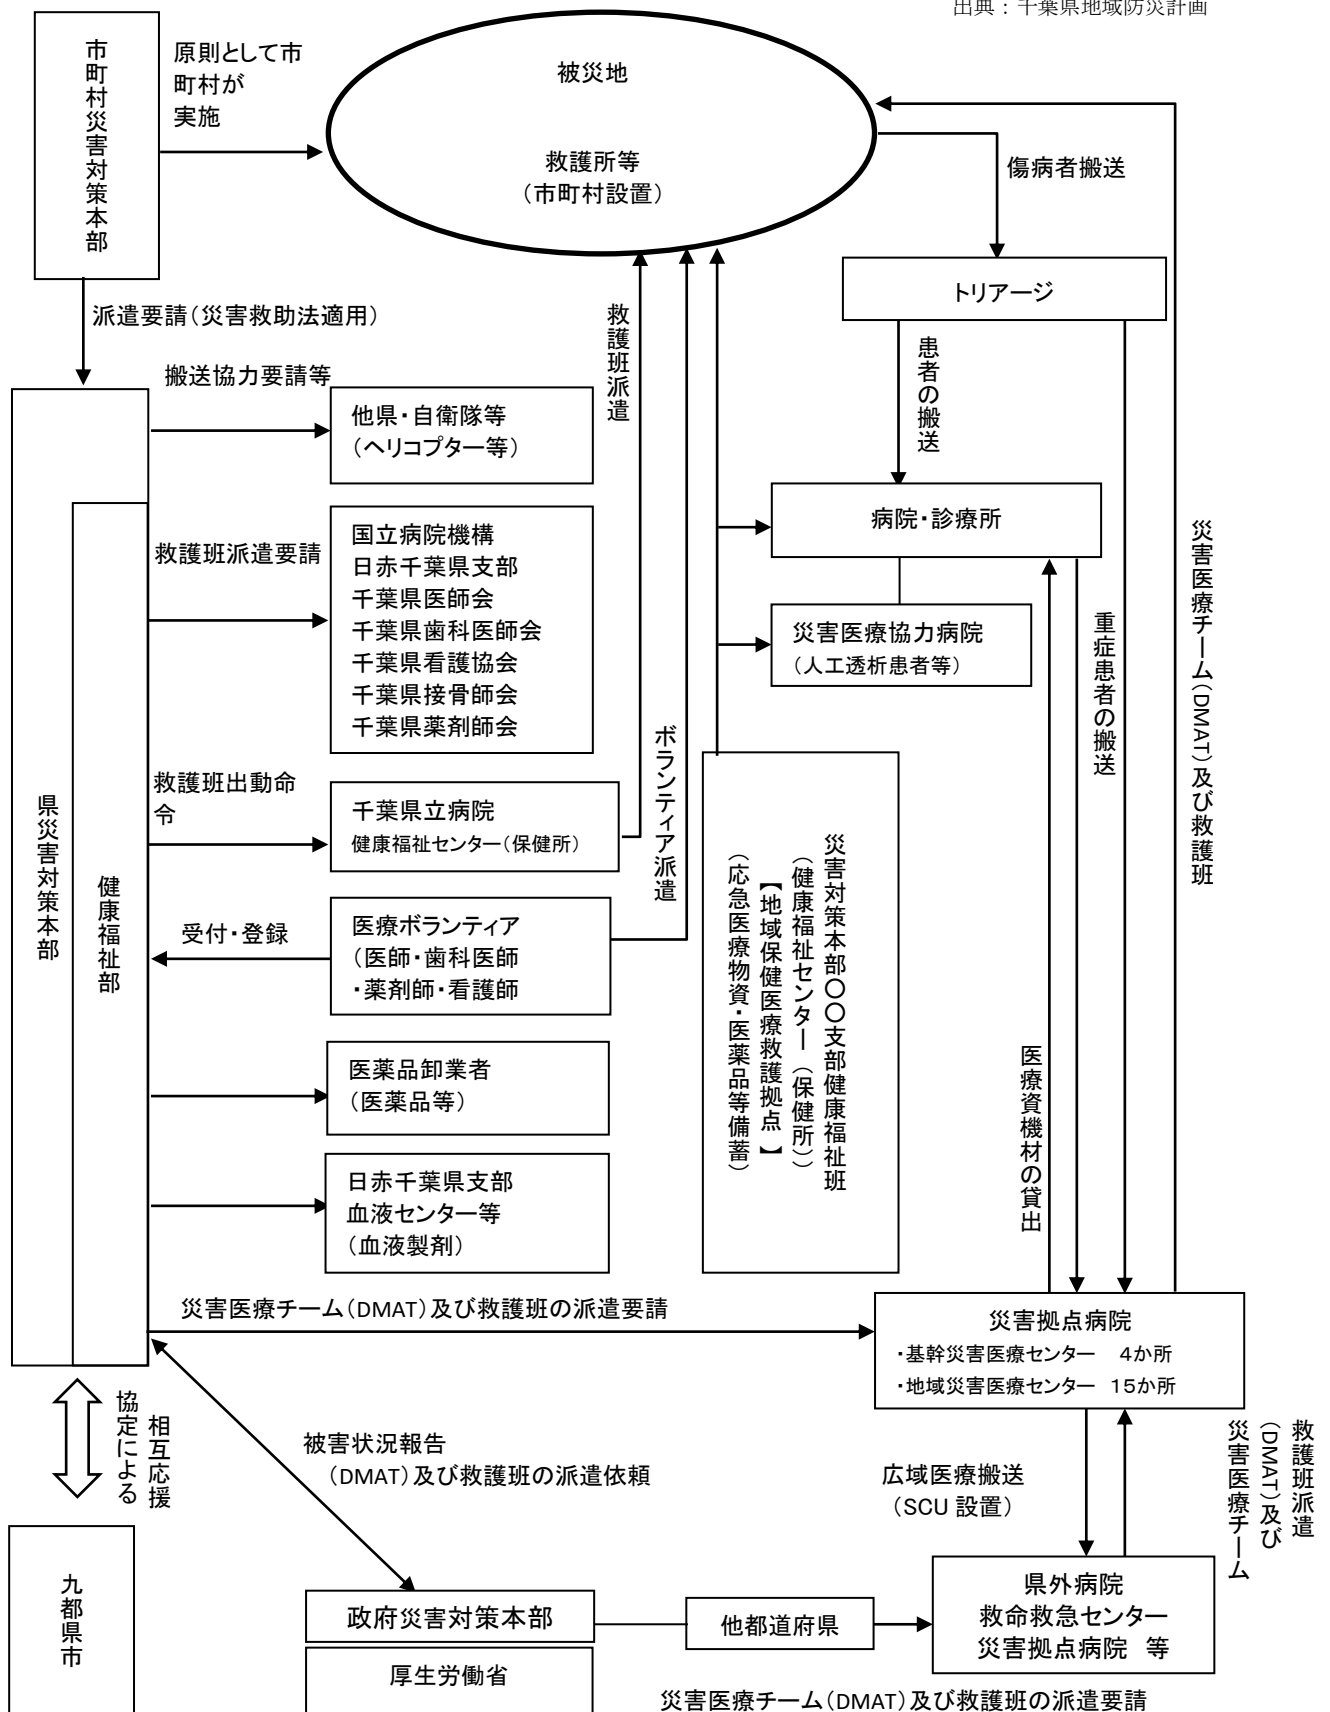 出典：千葉県地域防災計画
市町村災害対策本部
原則として市
町村が
実施
被災地
救護所等
（市町村設置）
傷病者搬送
トリアージ
派遣要請（災害救助法適用）
搬送協力要請等
他県・自衛隊等
（ヘリコプター等）
救護班派遣
患者の搬送
病院・診療所
災害医療協力病院
（人工透析患者等）
救護班派遣要請
国立病院機構
日赤千葉県支部
千葉県医師会
千葉県歯科医師会
千葉県看護協会
千葉県接骨師会
千葉県薬剤師会
重症患者の搬送
災害医療チーム（DMAT）及び救護班
県災害対策本部
健康福祉部
救護班出動命
令
千葉県立病院
健康福祉センター（保健所）
ボランティア派遣
受付・登録
医療ボランティア
（医師・歯科医師
・薬剤師・看護師
災害対策本部〇〇支部健康福祉班
（健康福祉センター（保健所））
【地域保健医療救護拠点】
（応急医療物資・医薬品等備蓄）
医薬品卸業者
（医薬品等）
医療資機材の貸出
日赤千葉県支部
血液センター等
（血液製剤）
災害医療チーム（DMAT）及び救護班の派遣要請
災害拠点病院
・基幹災害医療センター　4か所
・地域災害医療センター　15か所
相互応援
協定による
被害状況報告
（DMAT）及び救護班の派遣依頼
広域医療搬送
（SCU 設置）
救護班派遣
（DMAT）及び
災害医療チーム
九都県市
政府災害対策本部
厚生労働省
他都道府県
県外病院
救命救急センター
災害拠点病院　等
災害医療チーム（DMAT）及び救護班の派遣要請